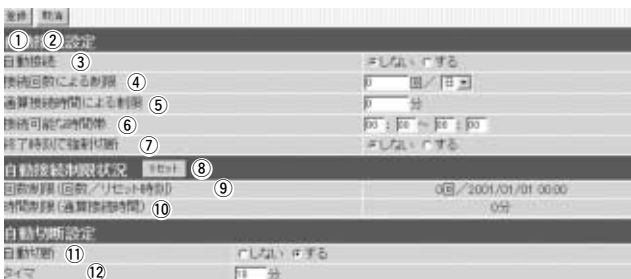 登録 取消
① ② 設定
自動接続 ③ しない する
接続回数による制限 ④ 0 回／ 日
通算接続時間による制限 ⑤ 0 分
接続可能な時間帯 ⑥ 00 : 00 ～ 00 : 00
終了時刻で強制切断 ⑦ しない する
自動接続制限状況 リセット ⑧
回数制限(回数／リセット時刻) ⑨ 0回／2001/01/01 00:00
時間制限(通算接続時間) ⑩ 0分
自動切断設定
自動切断 ⑪ しない する
タイマ ⑫ 10 分